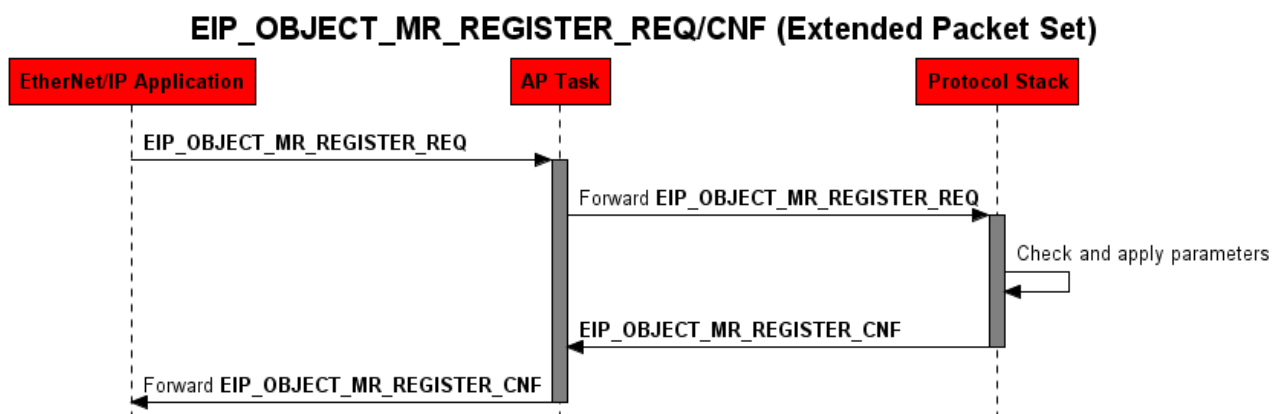 EIP_OBJECT_MR_REGISTER_REQ/CNF (Extended Packet Set)
EtherNet/IP Application
AP Task
Protocol Stack
EIP_OBJECT_MR_REGISTER_REQ
Forward EIP_OBJECT_MR_REGISTER_REQ
Check and apply parameters
EIP_OBJECT_MR_REGISTER_CNF
Forward EIP_OBJECT_MR_REGISTER_CNF